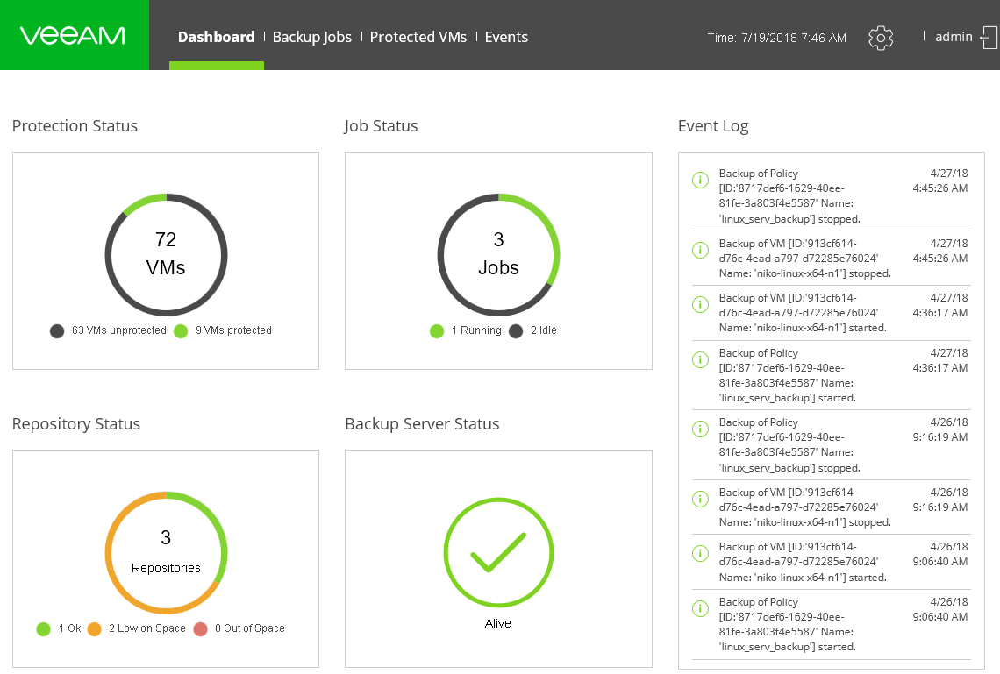 VEEAM
Dashboard | Backup Jobs | Protected VMs | Events
Time: 7/19/2018 7:46 AM
| admin
Protection Status
72
VMs
63 VMs unprotected 9 VMs protected
Job Status
3
Jobs
1 Running 2 Idle
Repository Status
3
Repositories
1 Ok 2 Low on Space 0 Out of Space
Backup Server Status
Alive
Event Log
Backup of Policy 4/27/18
[ID:'8717def6-1629-40ee- 4:45:26 AM
81fe-3a803f4e5587' Name:
'linux_serv_backup'] stopped.
Backup of VM [ID:'913cf614- 4/27/18
d76c-4ead-a797-d72285e76024' 4:45:26 AM
Name: 'niko-linux-x64-n1'] stopped.
Backup of VM [ID:'913cf614- 4/27/18
d76c-4ead-a797-d72285e76024' 4:36:17 AM
Name: 'niko-linux-x64-n1'] started.
Backup of Policy 4/27/18
[ID:'8717def6-1629-40ee- 4:36:17 AM
81fe-3a803f4e5587' Name:
'linux_serv_backup'] started.
Backup of Policy 4/26/18
[ID:'8717def6-1629-40ee- 9:16:19 AM
81fe-3a803f4e5587' Name:
'linux_serv_backup'] stopped.
Backup of VM [ID:'913cf614- 4/26/18
d76c-4ead-a797-d72285e76024' 9:16:19 AM
Name: 'niko-linux-x64-n1'] stopped.
Backup of VM [ID:'913cf614- 4/26/18
d76c-4ead-a797-d72285e76024' 9:06:40 AM
Name: 'niko-linux-x64-n1'] started.
Backup of Policy 4/26/18
[ID:'8717def6-1629-40ee- 9:06:40 AM
81fe-3a803f4e5587' Name:
'linux_serv_backup'] started.